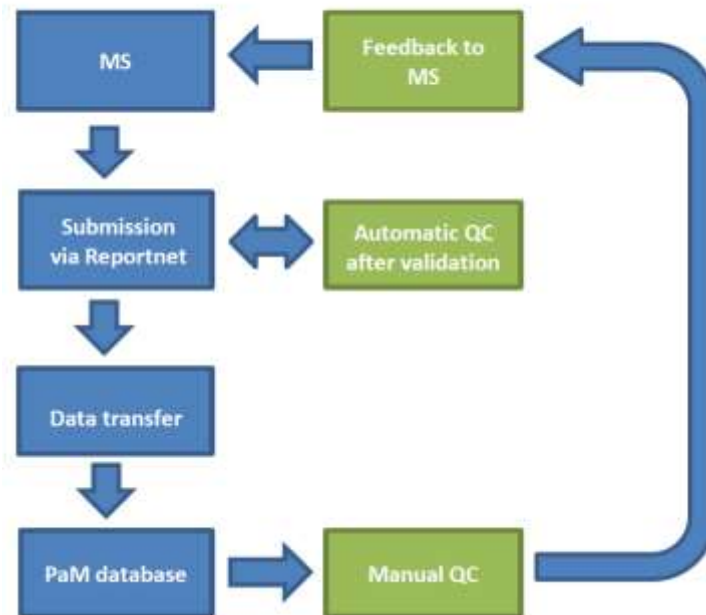 MS
Feedback to
MS
Submission
via Reportnet
Automatic QC
after validation
Data transfer
PaM database
Manual QC